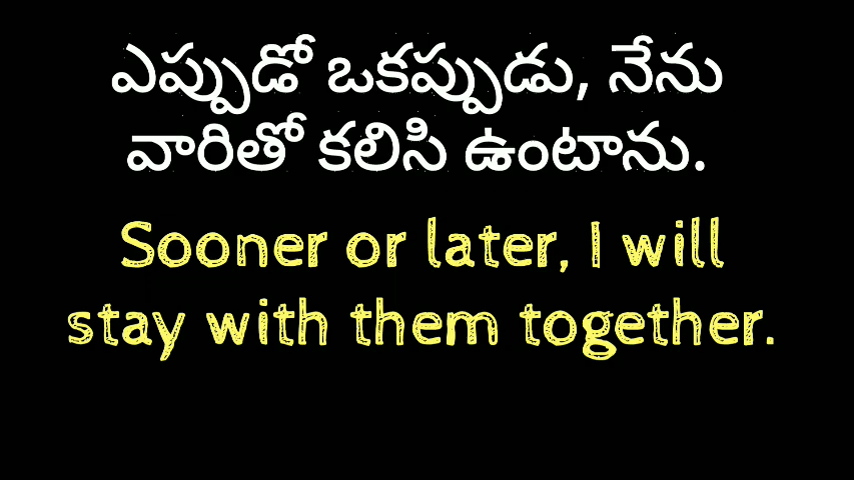 ఎప్పుడో ఒకప్పుడు, నేను
వారితో కలిసి ఉంటాను.
Sooner or later, I will
stay with them together.